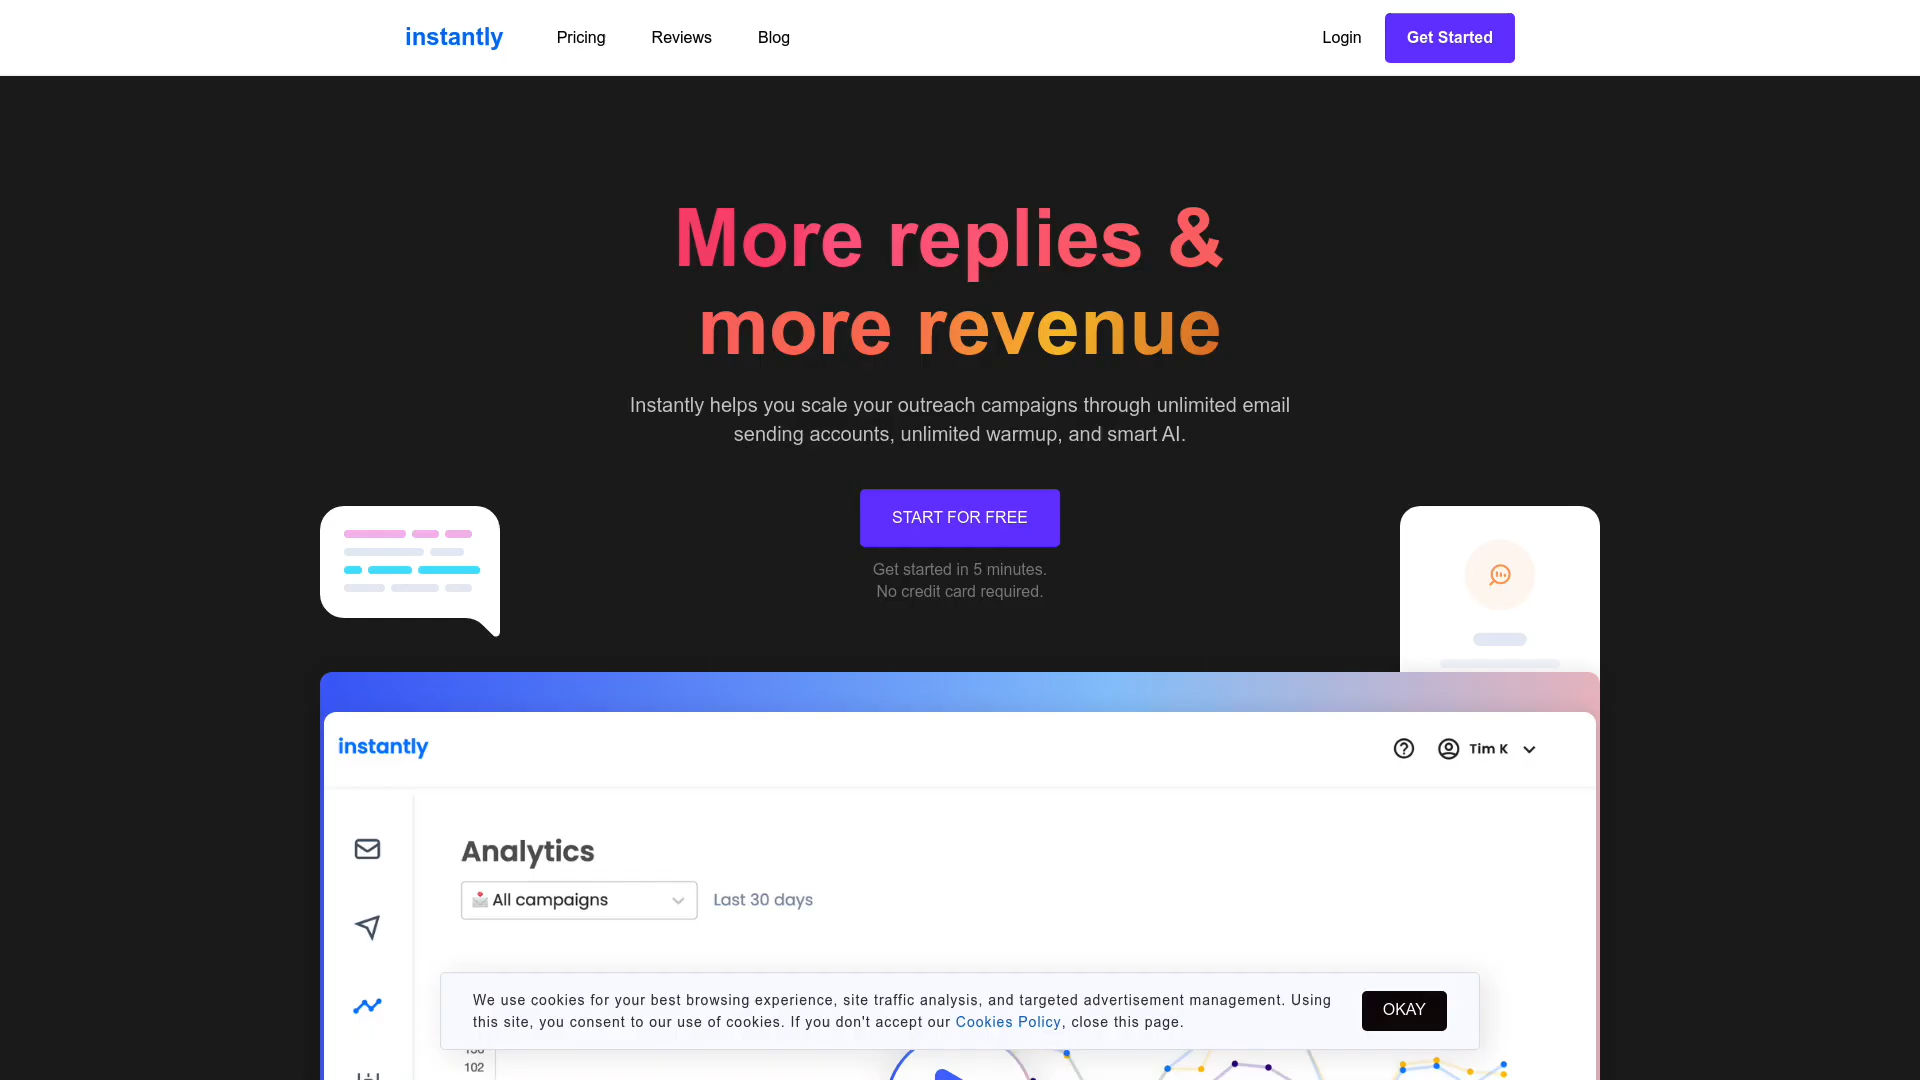 instantly
Pricing
Reviews
Blog
Login
Get Started
More replies &
more revenue
Instantly helps you scale your outreach campaigns through unlimited email
sending accounts, unlimited warmup, and smart AI.
START FOR FREE
Get started in 5 minutes.
No credit card required.
instantly
Tim K
Analytics
All campaigns
Last 30 days
We use cookies for your best browsing experience, site traffic analysis, and targeted advertisement management. Using
this site, you consent to our use of cookies. If you don't accept our Cookies Policy, close this page.
OKAY
102